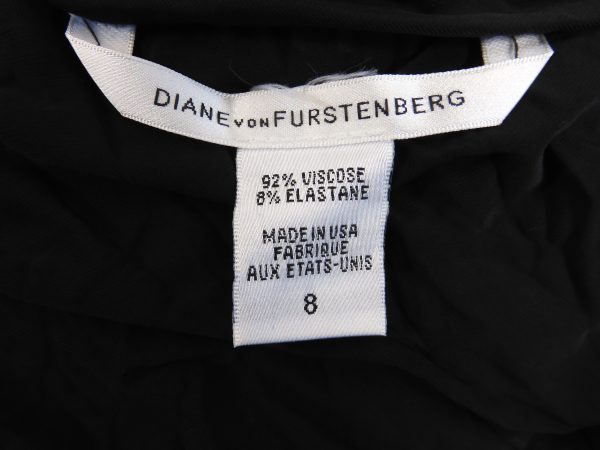 DIANE VON FURSTENBERG
92% VISCOSE
8% ELASTANE
MADE IN USA
FABRIQUE
AUX ETATS-UNIS
8